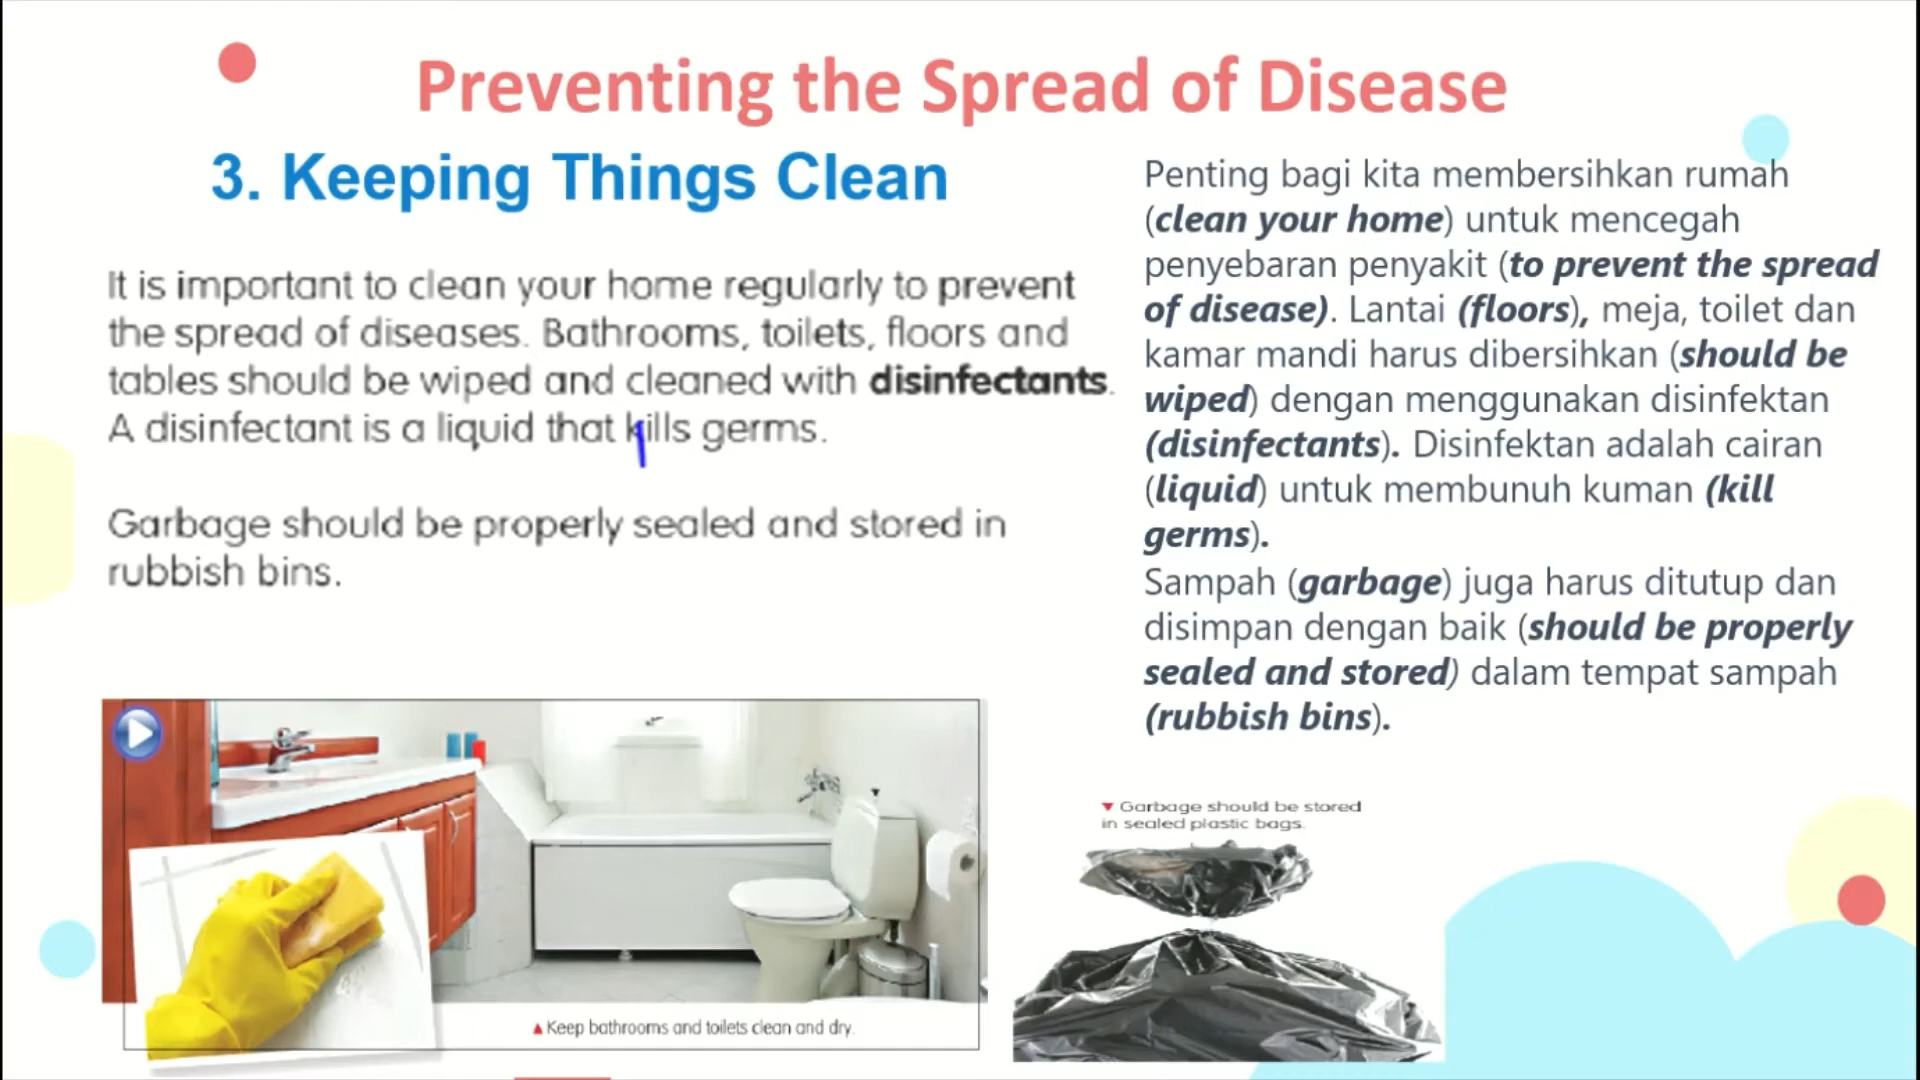 Preventing the Spread of Disease
3. Keeping Things Clean
It is important to clean your home regularly to prevent
the spread of diseases. Bathrooms, toilets, floors and
tables should be wiped and cleaned with disinfectants.
A disinfectant is a liquid that kills germs.
Garbage should be properly sealed and stored in
rubbish bins.
Penting bagi kita membersihkan rumah
(clean your home) untuk mencegah
penyebaran penyakit (to prevent the spread
of disease). Lantai (floors), meja, toilet dan
kamar mandi harus dibersihkan (should be
wiped) dengan menggunakan disinfektan
(disinfectants). Disinfektan adalah cairan
(liquid) untuk membunuh kuman (kill
germs).
Sampah (garbage) juga harus ditutup dan
disimpan dengan baik (should be properly
sealed and stored) dalam tempat sampah
(rubbish bins).
▲ Keep bathrooms and toilets clean and dry.
▼ Garbage should be stored
in sealed plastic bags.